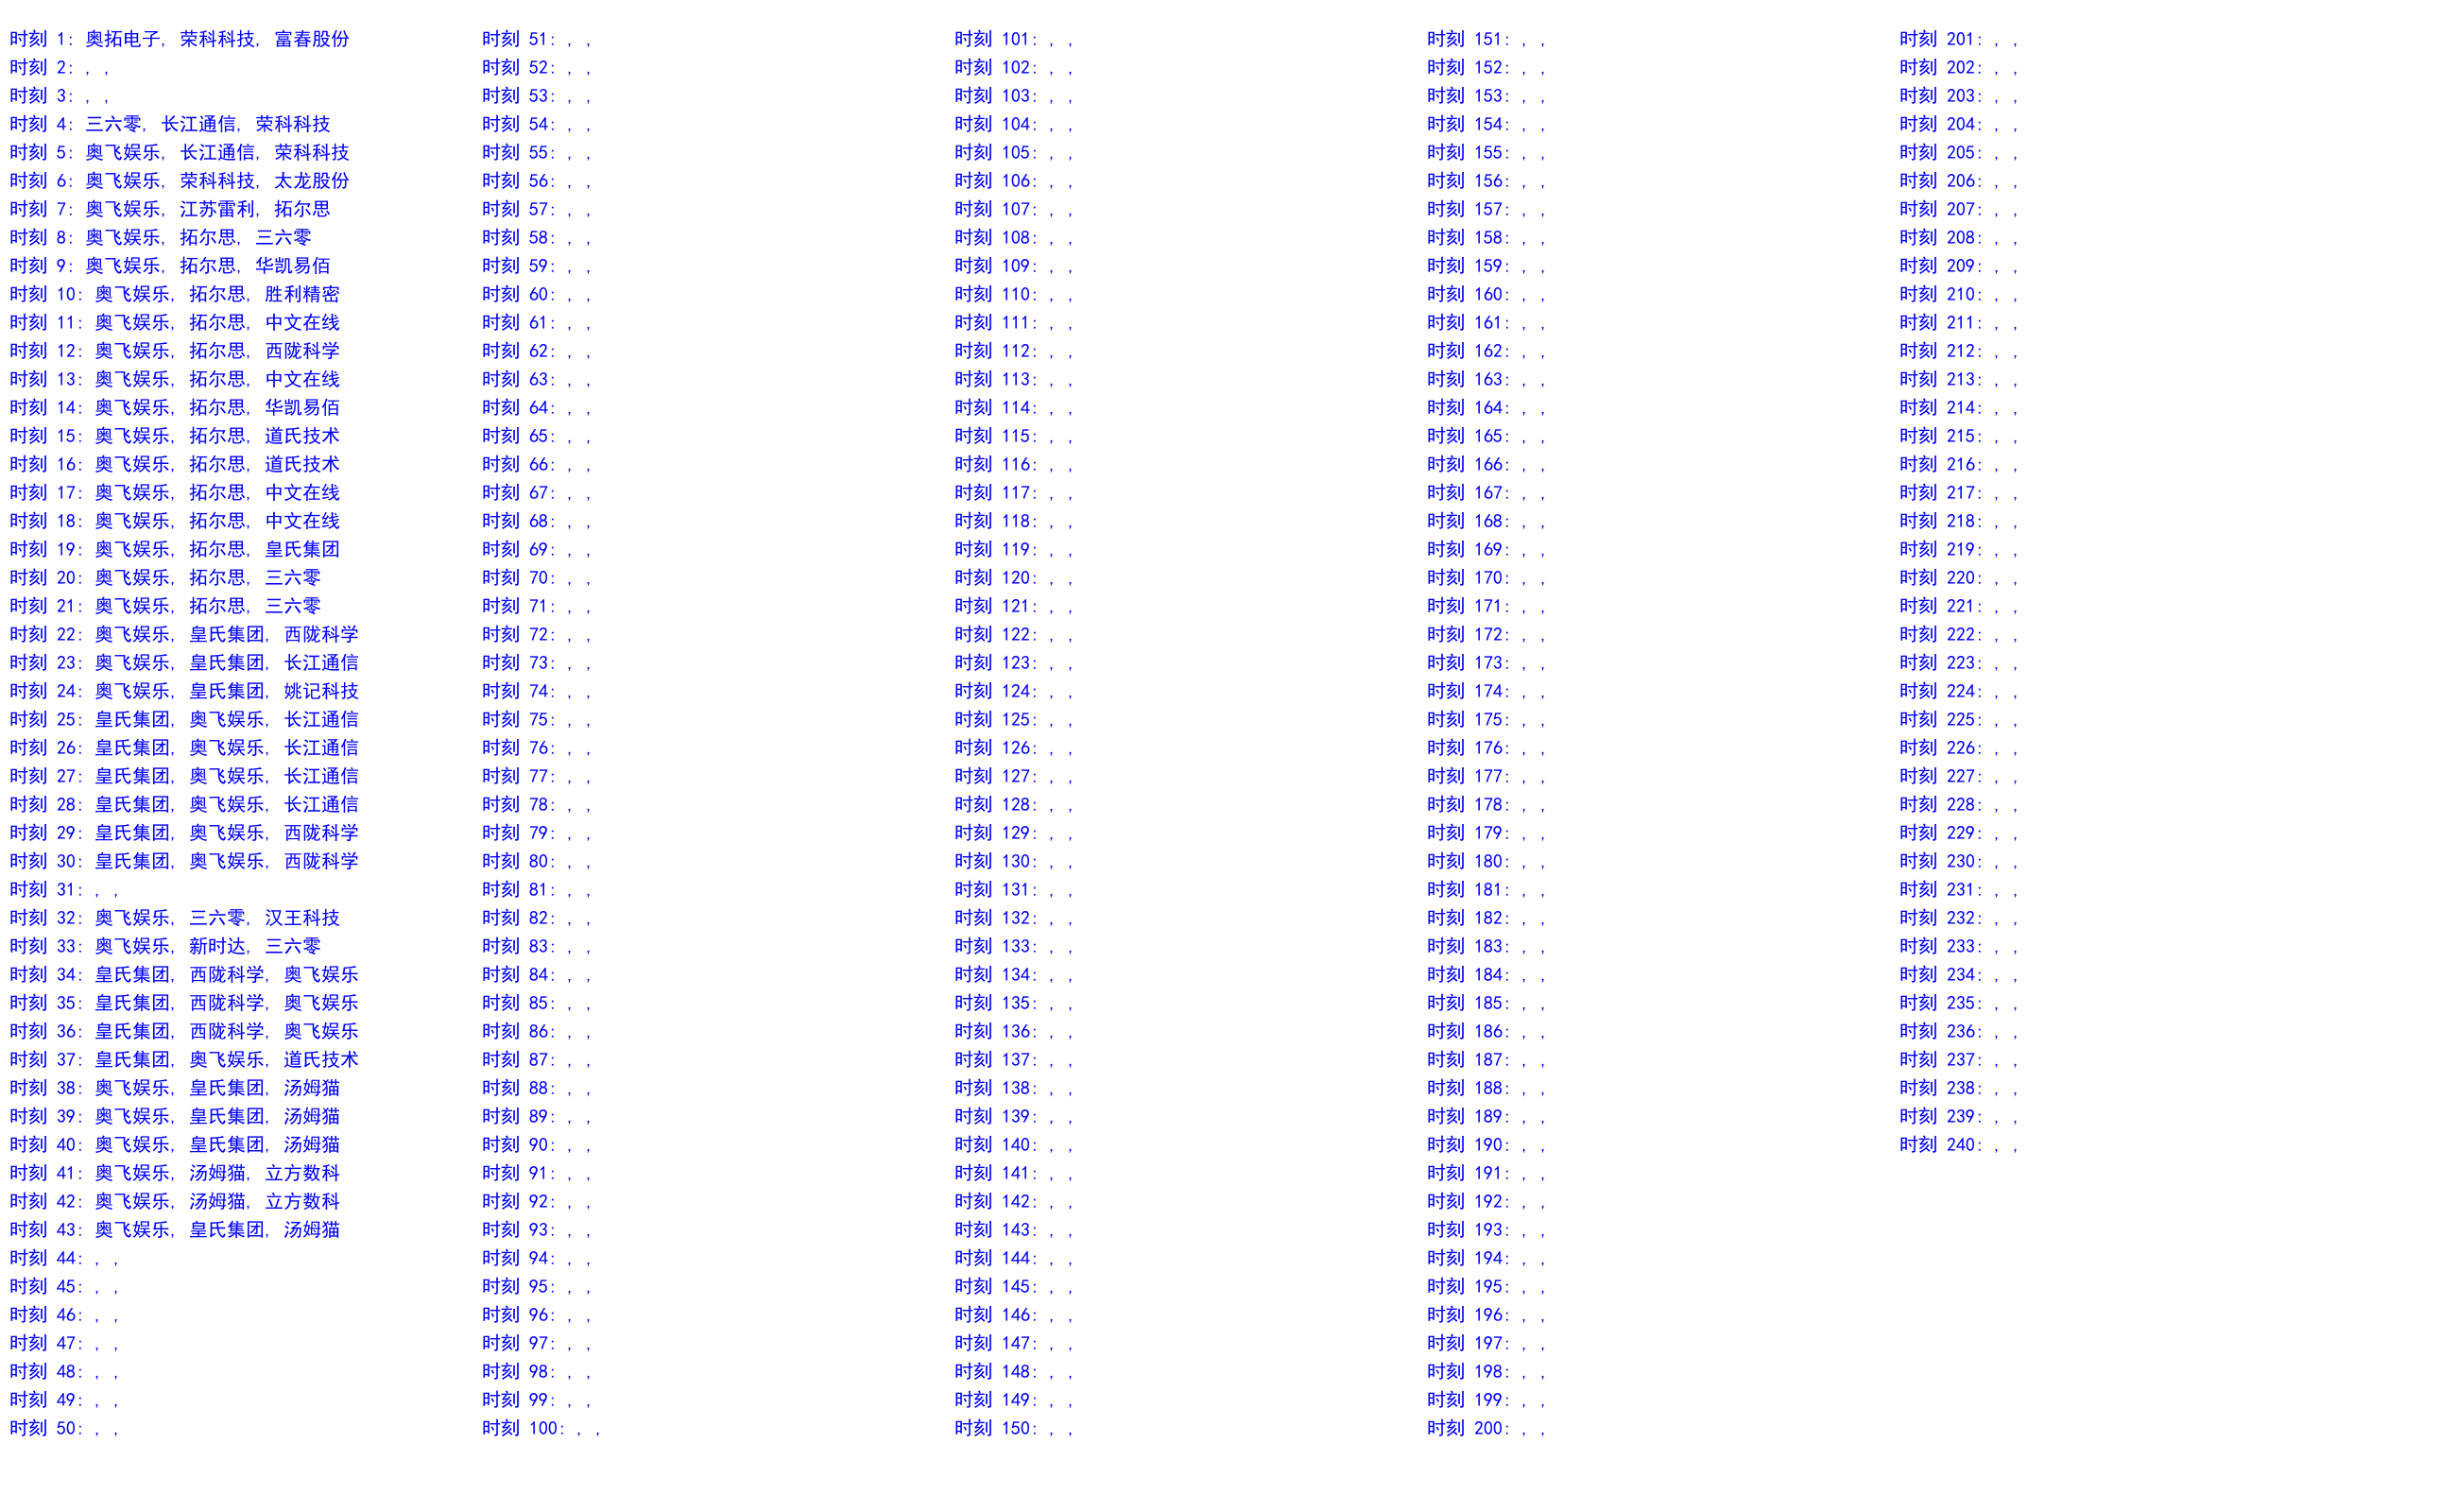 时刻 1: 奥拓电子, 荣科科技, 富春股份
时刻 2: , ,
时刻 3: , ,
时刻 4: 三六零, 长江通信, 荣科科技
时刻 5: 奥飞娱乐, 长江通信, 荣科科技
时刻 6: 奥飞娱乐, 荣科科技, 太龙股份
时刻 7: 奥飞娱乐, 江苏雷利, 拓尔思
时刻 8: 奥飞娱乐, 拓尔思, 三六零
时刻 9: 奥飞娱乐, 拓尔思, 华凯易佰
时刻 10: 奥飞娱乐, 拓尔思, 胜利精密
时刻 11: 奥飞娱乐, 拓尔思, 中文在线
时刻 12: 奥飞娱乐, 拓尔思, 西陇科学
时刻 13: 奥飞娱乐, 拓尔思, 中文在线
时刻 14: 奥飞娱乐, 拓尔思, 华凯易佰
时刻 15: 奥飞娱乐, 拓尔思, 道氏技术
时刻 16: 奥飞娱乐, 拓尔思, 道氏技术
时刻 17: 奥飞娱乐, 拓尔思, 中文在线
时刻 18: 奥飞娱乐, 拓尔思, 中文在线
时刻 19: 奥飞娱乐, 拓尔思, 皇氏集团
时刻 20: 奥飞娱乐, 拓尔思, 三六零
时刻 21: 奥飞娱乐, 拓尔思, 三六零
时刻 22: 奥飞娱乐, 皇氏集团, 西陇科学
时刻 23: 奥飞娱乐, 皇氏集团, 长江通信
时刻 24: 奥飞娱乐, 皇氏集团, 姚记科技
时刻 25: 皇氏集团, 奥飞娱乐, 长江通信
时刻 26: 皇氏集团, 奥飞娱乐, 长江通信
时刻 27: 皇氏集团, 奥飞娱乐, 长江通信
时刻 28: 皇氏集团, 奥飞娱乐, 长江通信
时刻 29: 皇氏集团, 奥飞娱乐, 西陇科学
时刻 30: 皇氏集团, 奥飞娱乐, 西陇科学
时刻 31: , ,
时刻 32: 奥飞娱乐, 三六零, 汉王科技
时刻 33: 奥飞娱乐, 新时达, 三六零
时刻 34: 皇氏集团, 西陇科学, 奥飞娱乐
时刻 35: 皇氏集团, 西陇科学, 奥飞娱乐
时刻 36: 皇氏集团, 西陇科学, 奥飞娱乐
时刻 37: 皇氏集团, 奥飞娱乐, 道氏技术
时刻 38: 奥飞娱乐, 皇氏集团, 汤姆猫
时刻 39: 奥飞娱乐, 皇氏集团, 汤姆猫
时刻 40: 奥飞娱乐, 皇氏集团, 汤姆猫
时刻 41: 奥飞娱乐, 汤姆猫, 立方数科
时刻 42: 奥飞娱乐, 汤姆猫, 立方数科
时刻 43: 奥飞娱乐, 皇氏集团, 汤姆猫
时刻 44: , ,
时刻 45: , ,
时刻 46: , ,
时刻 47: , ,
时刻 48: , ,
时刻 49: , ,
时刻 50: , ,
时刻 51: , ,
时刻 52: , ,
时刻 53: , ,
时刻 54: , ,
时刻 55: , ,
时刻 56: , ,
时刻 57: , ,
时刻 58: , ,
时刻 59: , ,
时刻 60: , ,
时刻 61: , ,
时刻 62: , ,
时刻 63: , ,
时刻 64: , ,
时刻 65: , ,
时刻 66: , ,
时刻 67: , ,
时刻 68: , ,
时刻 69: , ,
时刻 70: , ,
时刻 71: , ,
时刻 72: , ,
时刻 73: , ,
时刻 74: , ,
时刻 75: , ,
时刻 76: , ,
时刻 77: , ,
时刻 78: , ,
时刻 79: , ,
时刻 80: , ,
时刻 81: , ,
时刻 82: , ,
时刻 83: , ,
时刻 84: , ,
时刻 85: , ,
时刻 86: , ,
时刻 87: , ,
时刻 88: , ,
时刻 89: , ,
时刻 90: , ,
时刻 91: , ,
时刻 92: , ,
时刻 93: , ,
时刻 94: , ,
时刻 95: , ,
时刻 96: , ,
时刻 97: , ,
时刻 98: , ,
时刻 99: , ,
时刻 100: , ,
时刻 101: , ,
时刻 102: , ,
时刻 103: , ,
时刻 104: , ,
时刻 105: , ,
时刻 106: , ,
时刻 107: , ,
时刻 108: , ,
时刻 109: , ,
时刻 110: , ,
时刻 111: , ,
时刻 112: , ,
时刻 113: , ,
时刻 114: , ,
时刻 115: , ,
时刻 116: , ,
时刻 117: , ,
时刻 118: , ,
时刻 119: , ,
时刻 120: , ,
时刻 121: , ,
时刻 122: , ,
时刻 123: , ,
时刻 124: , ,
时刻 125: , ,
时刻 126: , ,
时刻 127: , ,
时刻 128: , ,
时刻 129: , ,
时刻 130: , ,
时刻 131: , ,
时刻 132: , ,
时刻 133: , ,
时刻 134: , ,
时刻 135: , ,
时刻 136: , ,
时刻 137: , ,
时刻 138: , ,
时刻 139: , ,
时刻 140: , ,
时刻 141: , ,
时刻 142: , ,
时刻 143: , ,
时刻 144: , ,
时刻 145: , ,
时刻 146: , ,
时刻 147: , ,
时刻 148: , ,
时刻 149: , ,
时刻 150: , ,
时刻 151: , ,
时刻 152: , ,
时刻 153: , ,
时刻 154: , ,
时刻 155: , ,
时刻 156: , ,
时刻 157: , ,
时刻 158: , ,
时刻 159: , ,
时刻 160: , ,
时刻 161: , ,
时刻 162: , ,
时刻 163: , ,
时刻 164: , ,
时刻 165: , ,
时刻 166: , ,
时刻 167: , ,
时刻 168: , ,
时刻 169: , ,
时刻 170: , ,
时刻 171: , ,
时刻 172: , ,
时刻 173: , ,
时刻 174: , ,
时刻 175: , ,
时刻 176: , ,
时刻 177: , ,
时刻 178: , ,
时刻 179: , ,
时刻 180: , ,
时刻 181: , ,
时刻 182: , ,
时刻 183: , ,
时刻 184: , ,
时刻 185: , ,
时刻 186: , ,
时刻 187: , ,
时刻 188: , ,
时刻 189: , ,
时刻 190: , ,
时刻 191: , ,
时刻 192: , ,
时刻 193: , ,
时刻 194: , ,
时刻 195: , ,
时刻 196: , ,
时刻 197: , ,
时刻 198: , ,
时刻 199: , ,
时刻 200: , ,
时刻 201: , ,
时刻 202: , ,
时刻 203: , ,
时刻 204: , ,
时刻 205: , ,
时刻 206: , ,
时刻 207: , ,
时刻 208: , ,
时刻 209: , ,
时刻 210: , ,
时刻 211: , ,
时刻 212: , ,
时刻 213: , ,
时刻 214: , ,
时刻 215: , ,
时刻 216: , ,
时刻 217: , ,
时刻 218: , ,
时刻 219: , ,
时刻 220: , ,
时刻 221: , ,
时刻 222: , ,
时刻 223: , ,
时刻 224: , ,
时刻 225: , ,
时刻 226: , ,
时刻 227: , ,
时刻 228: , ,
时刻 229: , ,
时刻 230: , ,
时刻 231: , ,
时刻 232: , ,
时刻 233: , ,
时刻 234: , ,
时刻 235: , ,
时刻 236: , ,
时刻 237: , ,
时刻 238: , ,
时刻 239: , ,
时刻 240: , ,